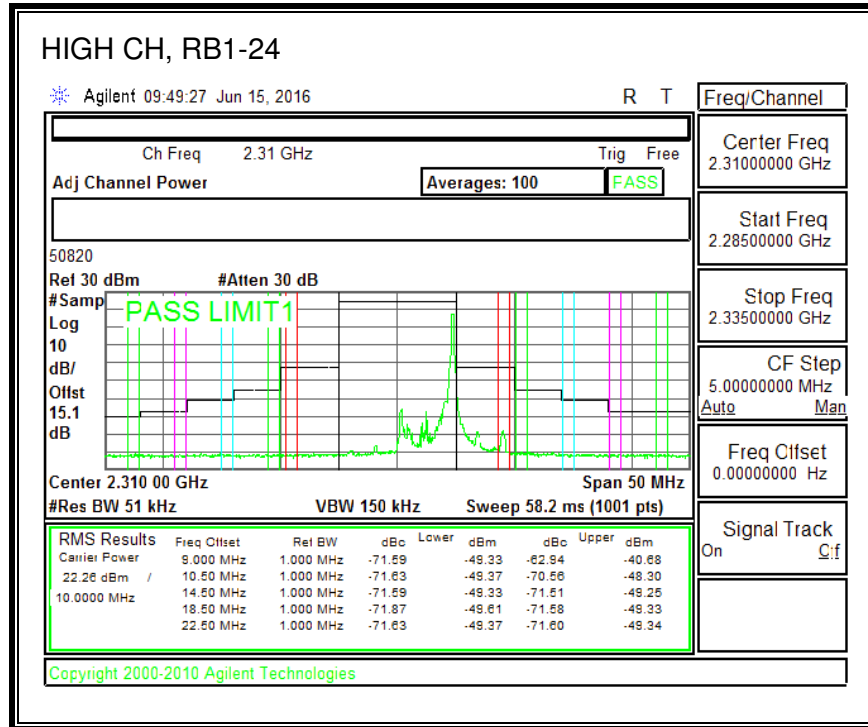 HIGH CH, RB1-24
Agilent 09:49:27 Jun 15, 2016 R T
Freq/Channel
Ch Freq 2.31 GHz Trig Free
Adj Channel Power Averages: 100 PASS
Center Freq
2.31000000 GHz
Start Freq
2.28500000 GHz
50820
Ref 30 dBm #Atten 30 dB
#Samp
Log
10
dB/
Offst
15.1
dB
PASS LIMIT1
Stop Freq
2.33500000 GHz
CF Step
5.00000000 MHz
Auto Man
Freq Offset
0.00000000 Hz
Center 2.310 00 GHz Span 50 MHz
#Res BW 51 kHz VBW 150 kHz Sweep 58.2 ms (1001 pts)
Signal Track
On Off
RMS Results Freq Offset Ref BW dBc Lower dBm dBc Upper dBm
Carrier Power 9.000 MHz 1.000 MHz -71.59 -49.33 -62.94 -40.68
22.26 dBm / 10.50 MHz 1.000 MHz -71.63 -49.37 -70.56 -48.30
10.0000 MHz 14.50 MHz 1.000 MHz -71.59 -49.33 -71.51 -49.25
18.50 MHz 1.000 MHz -71.87 -49.61 -71.58 -49.33
22.50 MHz 1.000 MHz -71.63 -49.37 -71.60 -49.34
Copyright 2000-2010 Agilent Technologies